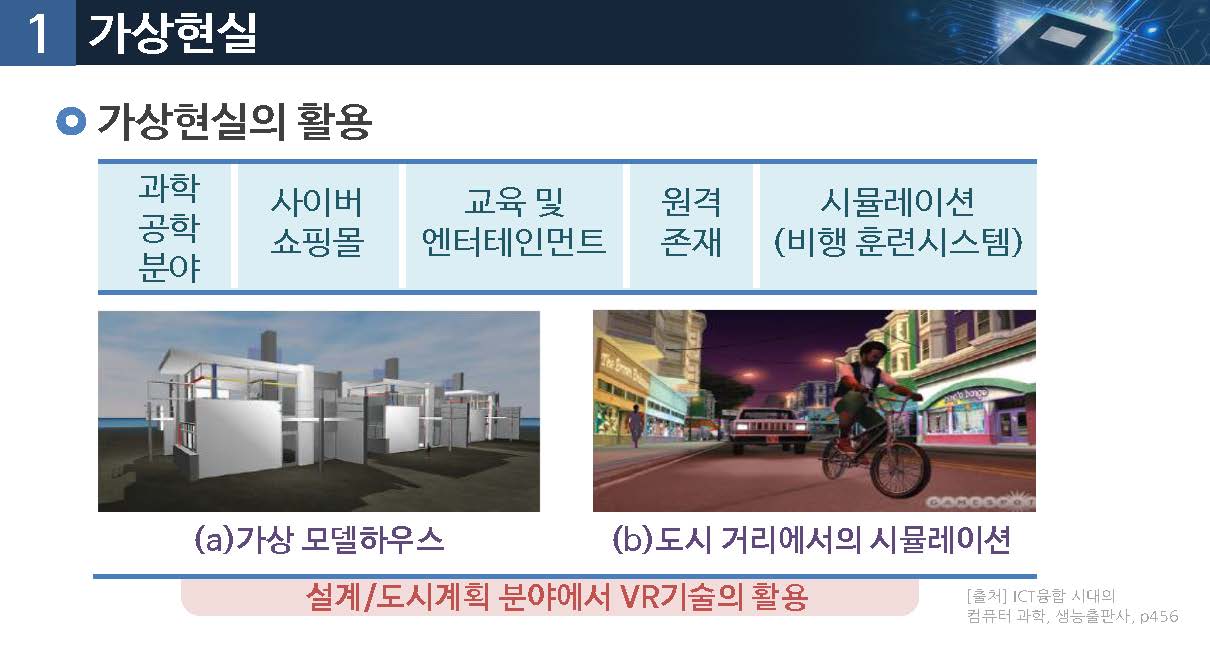 1 가상현실
가상현실의 활용
과학
공학
분야
사이버
쇼핑몰
교육 및
엔터테인먼트
원격
존재
시뮬레이션
(비행 훈련시스템)
GAMESPOT
(a)가상 모델하우스
(b)도시 거리에서의 시뮬레이션
설계/도시계획 분야에서 VR기술의 활용
[출처] ICT융합 시대의
컴퓨터 과학, 생능출판사, p456